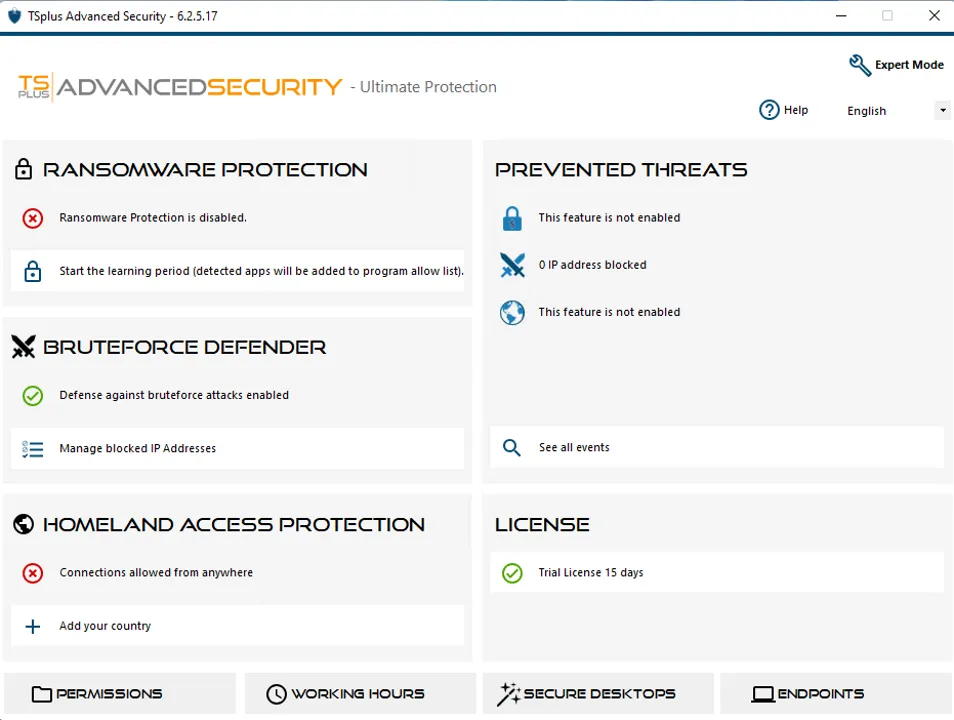 TSplus Advanced Security - 6.2.5.17
Expert Mode
TS PLUS ADVANCEDSECURITY - Ultimate Protection
Help
English
RANSOMWARE PROTECTION
Ransomware Protection is disabled.
Start the learning period (detected apps will be added to program allow list).
PREVENTED THREATS
This feature is not enabled
0 IP address blocked
This feature is not enabled
See all events
BRUTEFORCE DEFENDER
Defense against bruteforce attacks enabled
Manage blocked IP Addresses
HOMELAND ACCESS PROTECTION
Connections allowed from anywhere
Add your country
LICENSE
Trial License 15 days
PERMISSIONS
WORKING HOURS
SECURE DESKTOPS
ENDPOINTS